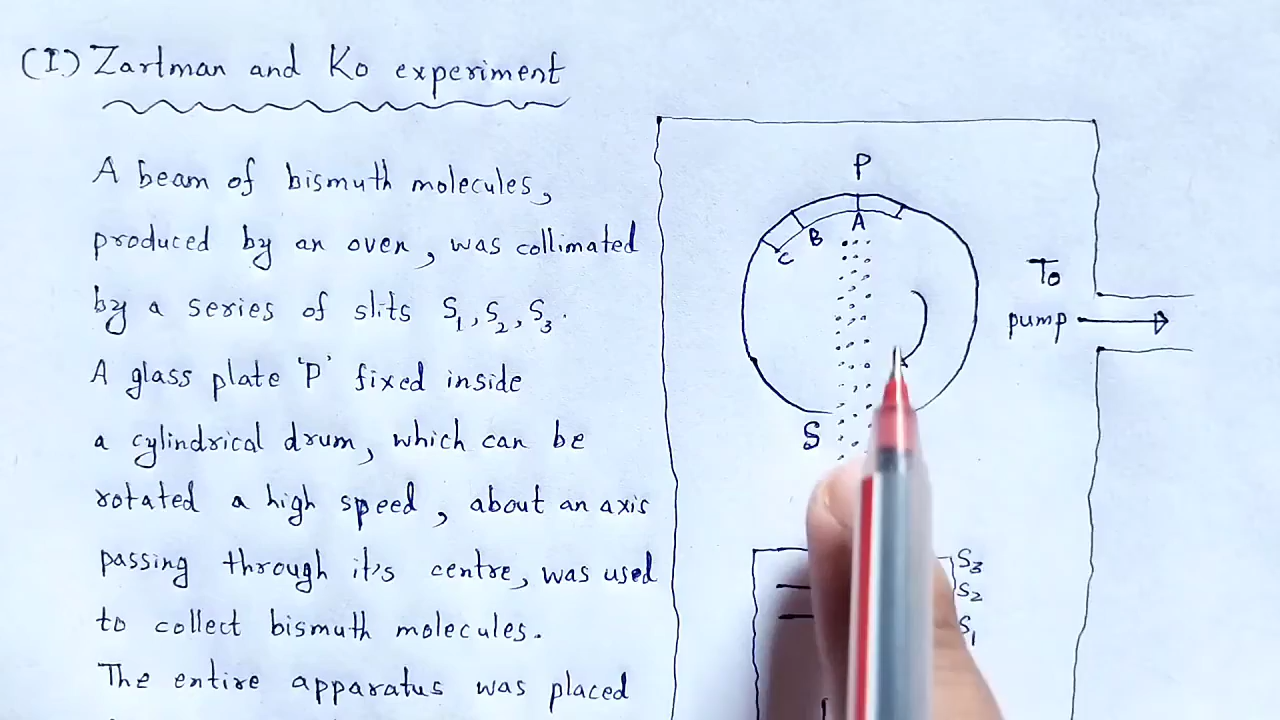 (I.) Zartman and Ko experiment
A beam of bismuth molecules,
produced by an oven, was collimated
by a series of slits S1, S2, S3.
A glass plate 'P' fixed inside
a cylindrical drum, which can be
rotated a high speed, about an axis
passing through it's centre, was used
to collect bismuth molecules.
The entire apparatus was placed
P
A
B
C
To
pump
S
S3
S2
S1